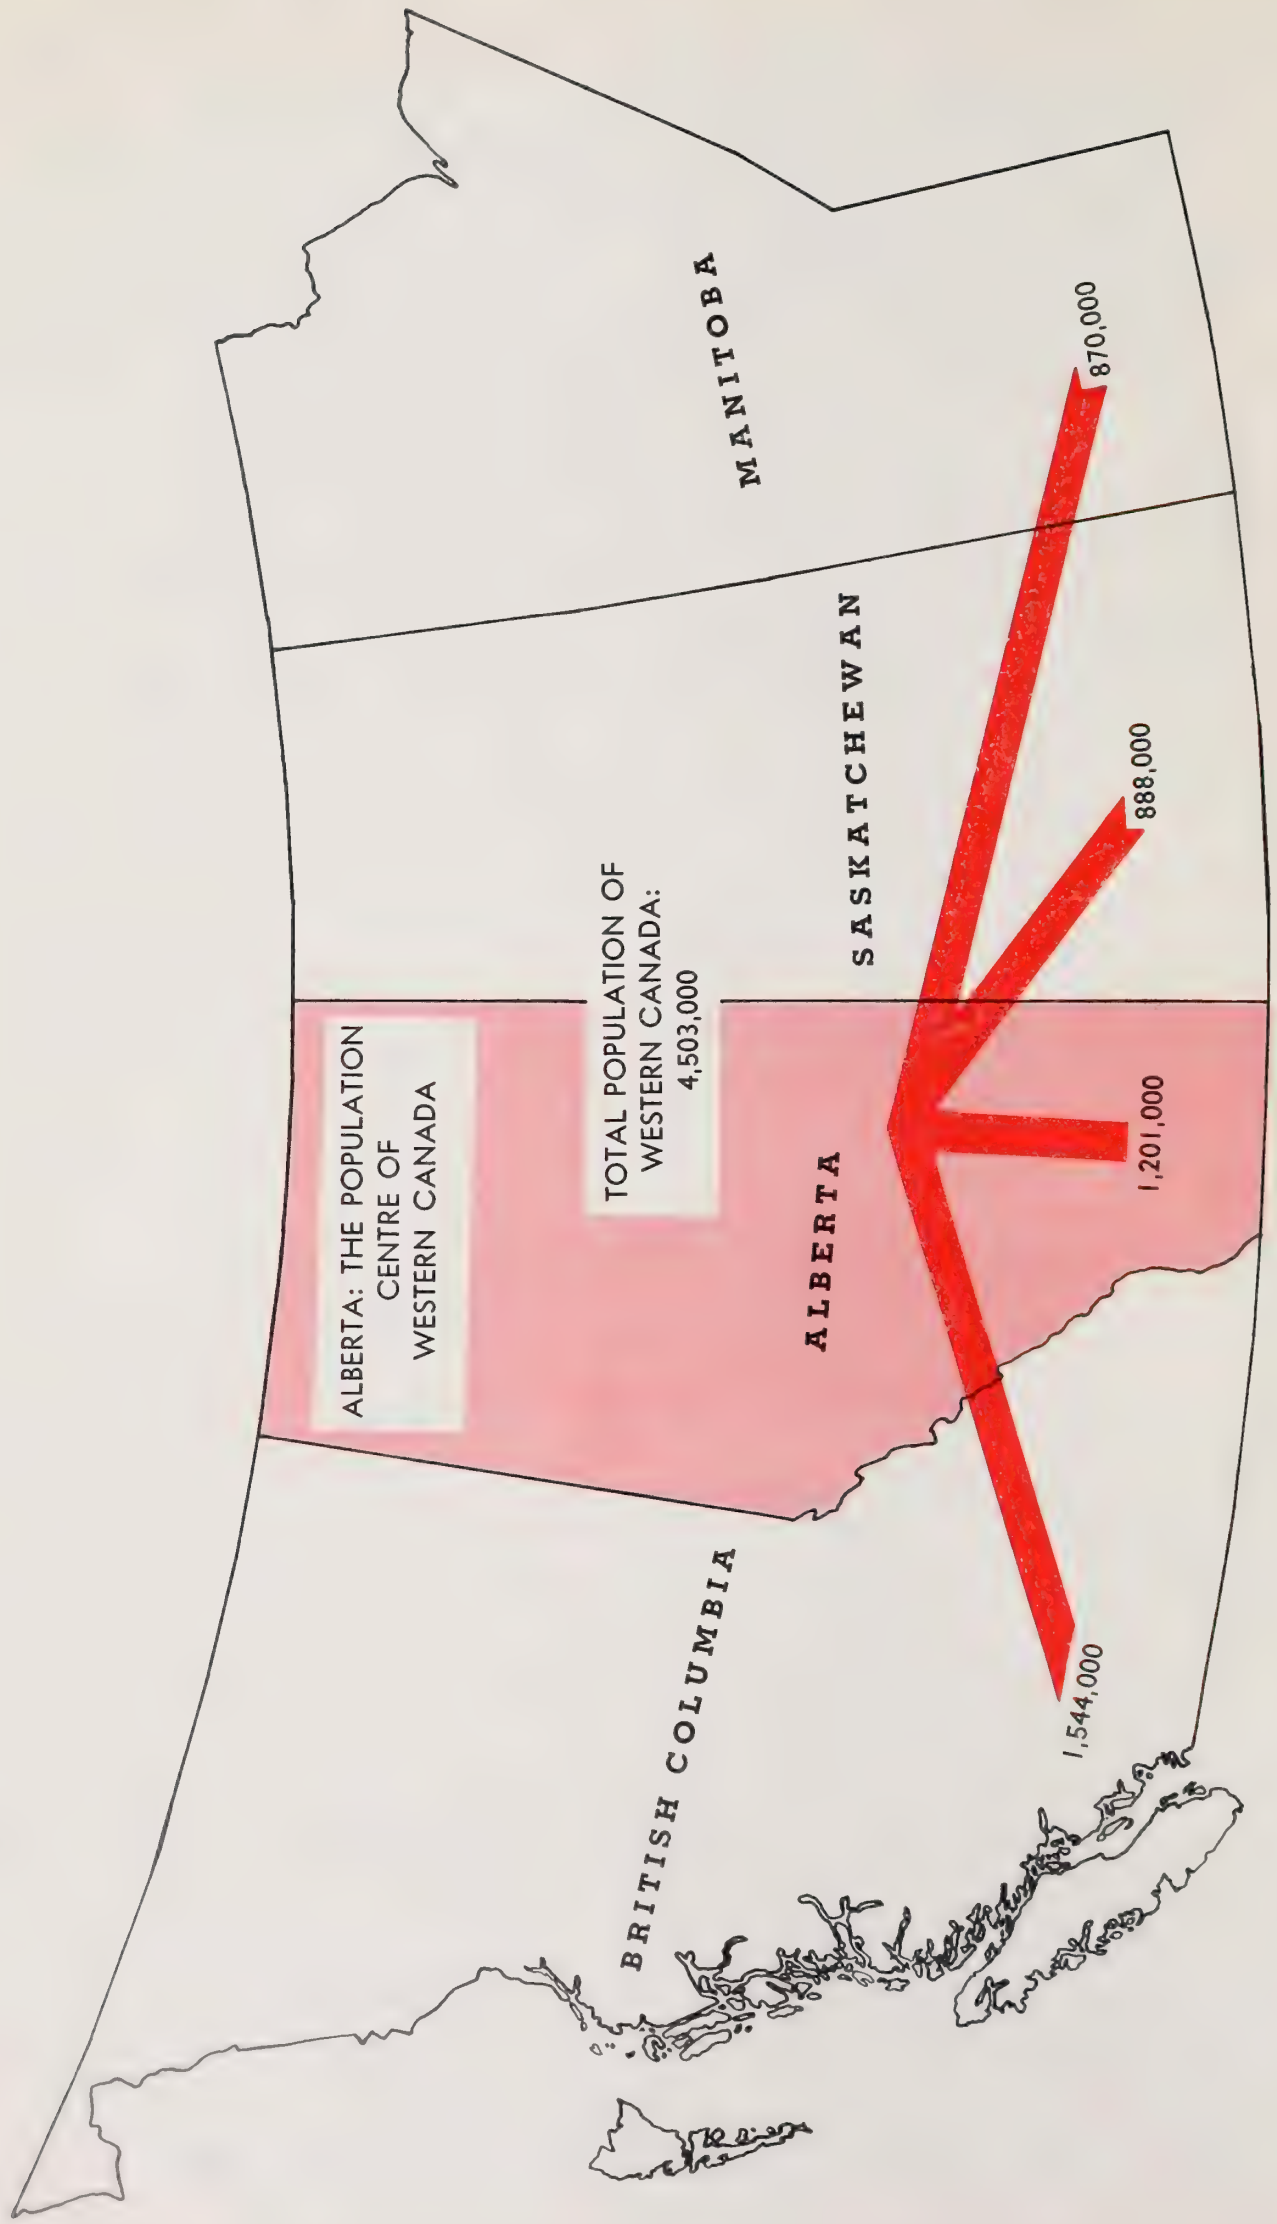 ALBERTA: THE POPULATION
CENTRE OF
WESTERN CANADA
TOTAL POPULATION OF
WESTERN CANADA:
4,503,000
BRITISH COLUMBIA
ALBERTA
SASKATCHEWAN
MANITOBA
1,544,000
1,201,000
888,000
870,000